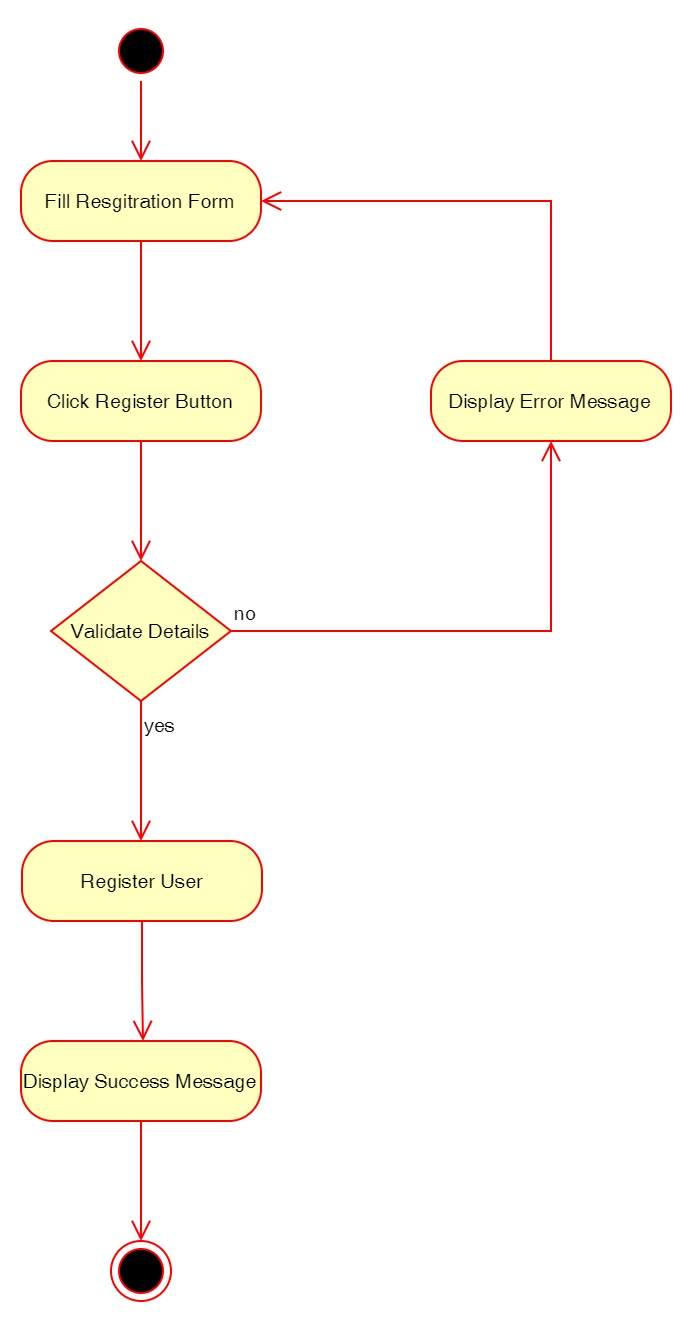 Fill Resgitration Form
Click Register Button
Display Error Message
Validate Details
no
yes
Register User
Display Success Message